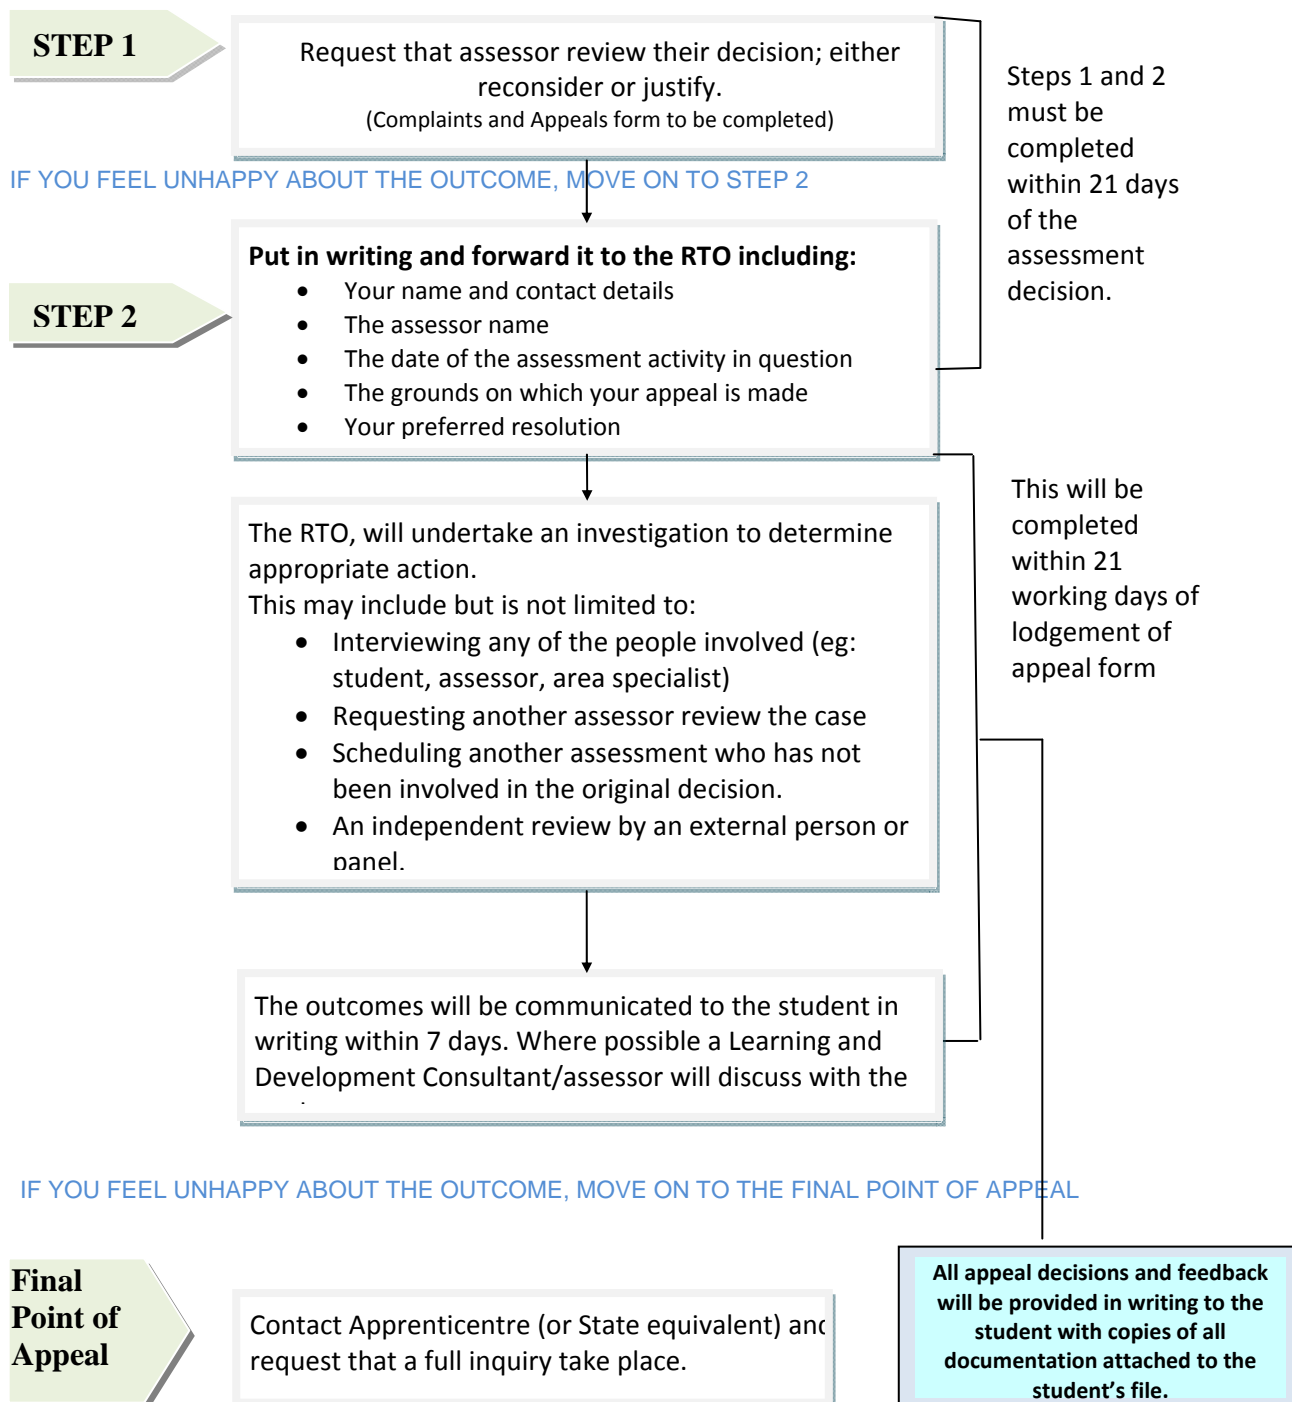 STEP 1
Request that assessor review their decision; either
reconsider or justify.
(Complaints and Appeals form to be completed)
Steps 1 and 2
must be
completed
within 21 days
of the
assessment
decision.
IF YOU FEEL UNHAPPY ABOUT THE OUTCOME, MOVE ON TO STEP 2
STEP 2
Put in writing and forward it to the RTO including:
• Your name and contact details
• The assessor name
• The date of the assessment activity in question
• The grounds on which your appeal is made
• Your preferred resolution
This will be
completed
within 21
working days of
lodgement of
appeal form
The RTO, will undertake an investigation to determine
appropriate action.
This may include but is not limited to:
• Interviewing any of the people involved (eg:
student, assessor, area specialist)
• Requesting another assessor review the case
• Scheduling another assessment who has not
been involved in the original decision.
• An independent review by an external person or
panel.
The outcomes will be communicated to the student in
writing within 7 days. Where possible a Learning and
Development Consultant/assessor will discuss with the
IF YOU FEEL UNHAPPY ABOUT THE OUTCOME, MOVE ON TO THE FINAL POINT OF APPEAL
Final
Point of
Appeal
Contact Apprenticentre (or State equivalent) and
request that a full inquiry take place.
All appeal decisions and feedback
will be provided in writing to the
student with copies of all
documentation attached to the
student’s file.